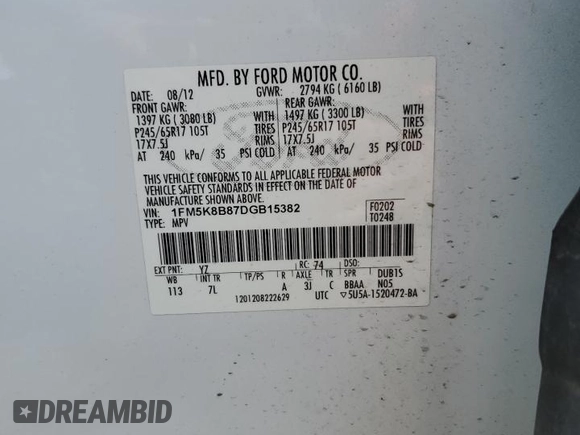 MFD. BY FORD MOTOR CO.
DATE: 08/12 GVWR: 2794 KG ( 6160 LB)
FRONT GAWR: REAR GAWR:
1397 KG ( 3080 LB) 1497 KG ( 3300 LB)
P245/65R17 105T TIRES P245/65R17 105T TIRES
17X7.5J RIMS 17X7.5J RIMS
AT 240 kPa/ 35 PSI COLD AT 240 kPa/ 35 PSI COLD
THIS VEHICLE CONFORMS TO ALL APPLICABLE FEDERAL MOTOR
VEHICLE SAFETY STANDARDS IN EFFECT ON THE DATE OF
MANUFACTURE SHOWN ABOVE.
VIN: 1FM5K8B87DGB15382 F0202
TYPE: MPV T0248
EXT PNT: YZ RC: 74 DSO:
WB INT TR TP/PS R AXLE TR SPR DUB1S
113 7L A 3J C BBAA N05
1201208222629 UTC ▽5U5A-1520472-BA
DREAMBID